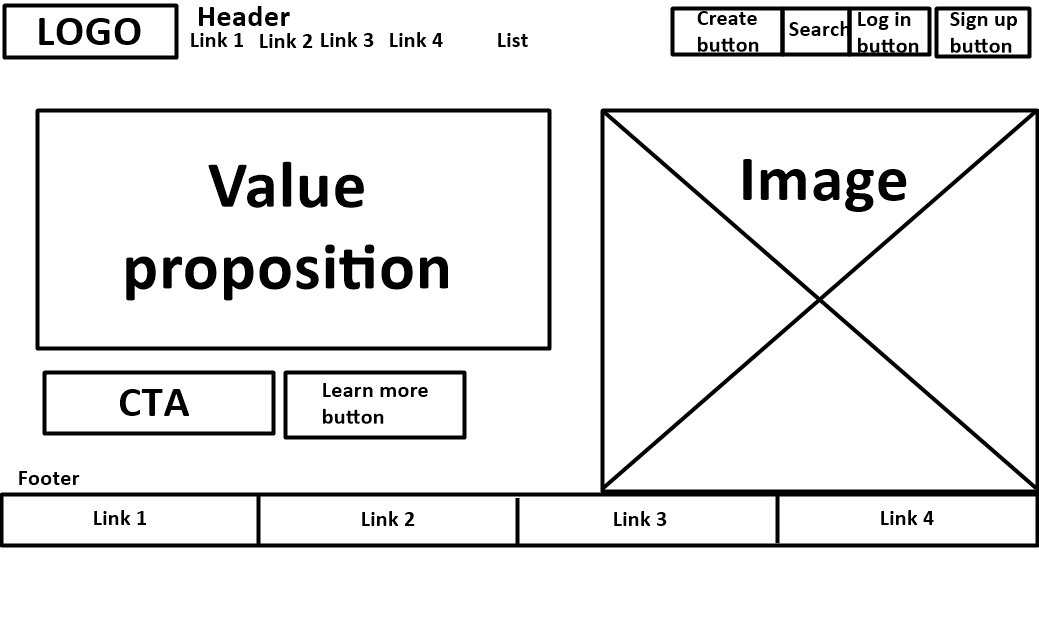 LOGO
Header
Link 1 Link 2 Link 3 Link 4 List
Create
button
Search
Log in
button
Sign up
button
Value
proposition
Image
CTA
Learn more
button
Footer
Link 1 Link 2 Link 3 Link 4